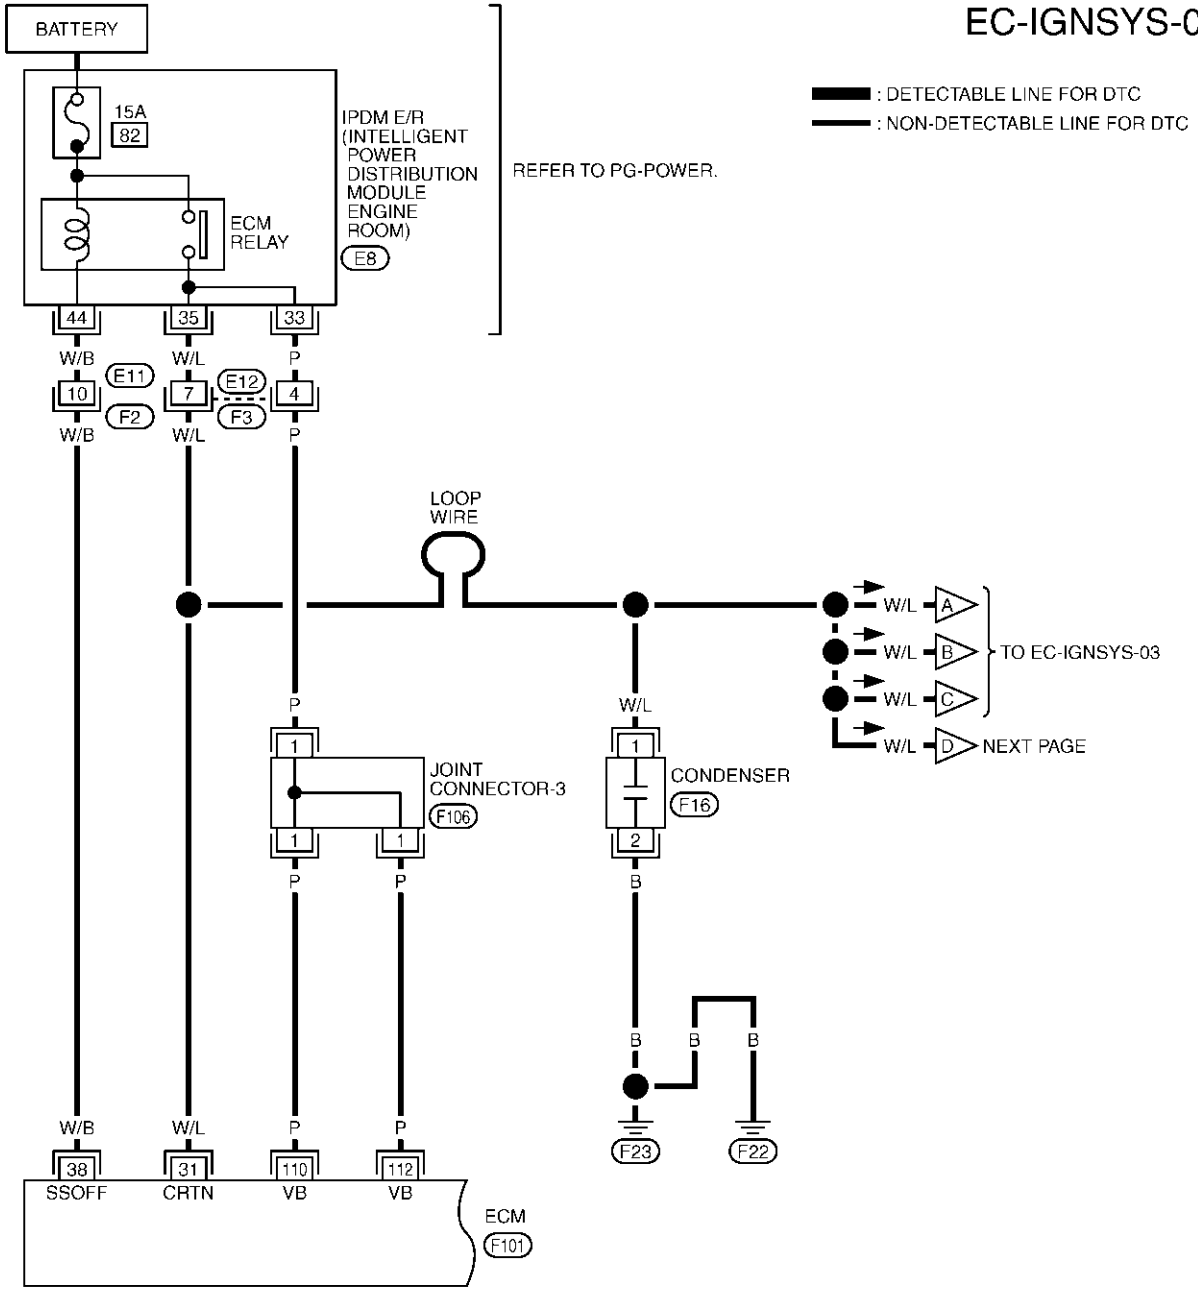 EC-IGNSYS-0
BATTERY
: DETECTABLE LINE FOR DTC
: NON-DETECTABLE LINE FOR DTC
15A
82
IPDM E/R
(INTELLIGENT
POWER
DISTRIBUTION
MODULE
ENGINE
ROOM)
E8
REFER TO PG-POWER.
ECM
RELAY
44 35 33
W/B W/L P
10 E11 7 E12 4
F2 F3
W/B W/L P
LOOP
WIRE
W/L A
W/L B
W/L C
TO EC-IGNSYS-03
W/L D NEXT PAGE
P W/L
1 1
JOINT
CONNECTOR-3
F106
CONDENSER
F16
1 1 2
P P B
B B B
F23 F22
W/B W/L P P
38 31 110 112
SSOFF CRTN VB VB
ECM
F101